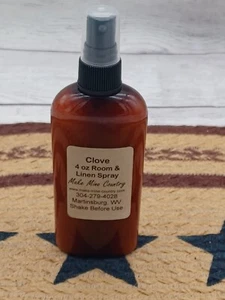 Clove
4 oz Room &
Linen Spray
Make Mine Country
304-279-4028
Martinsburg, WV
Shake Before Use